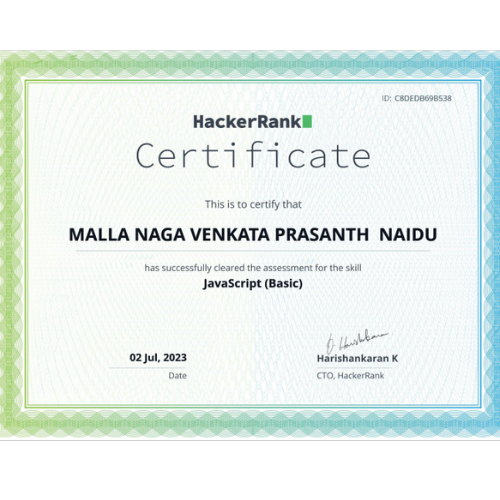 ID: C8DEDB69B538
HackerRank
Certificate
This is to certify that
MALLA NAGA VENKATA PRASANTH NAIDU
has successfully cleared the assessment for the skill
JavaScript (Basic)
02 Jul, 2023
Date
D. Harishankaran
Harishankaran K
CTO, HackerRank